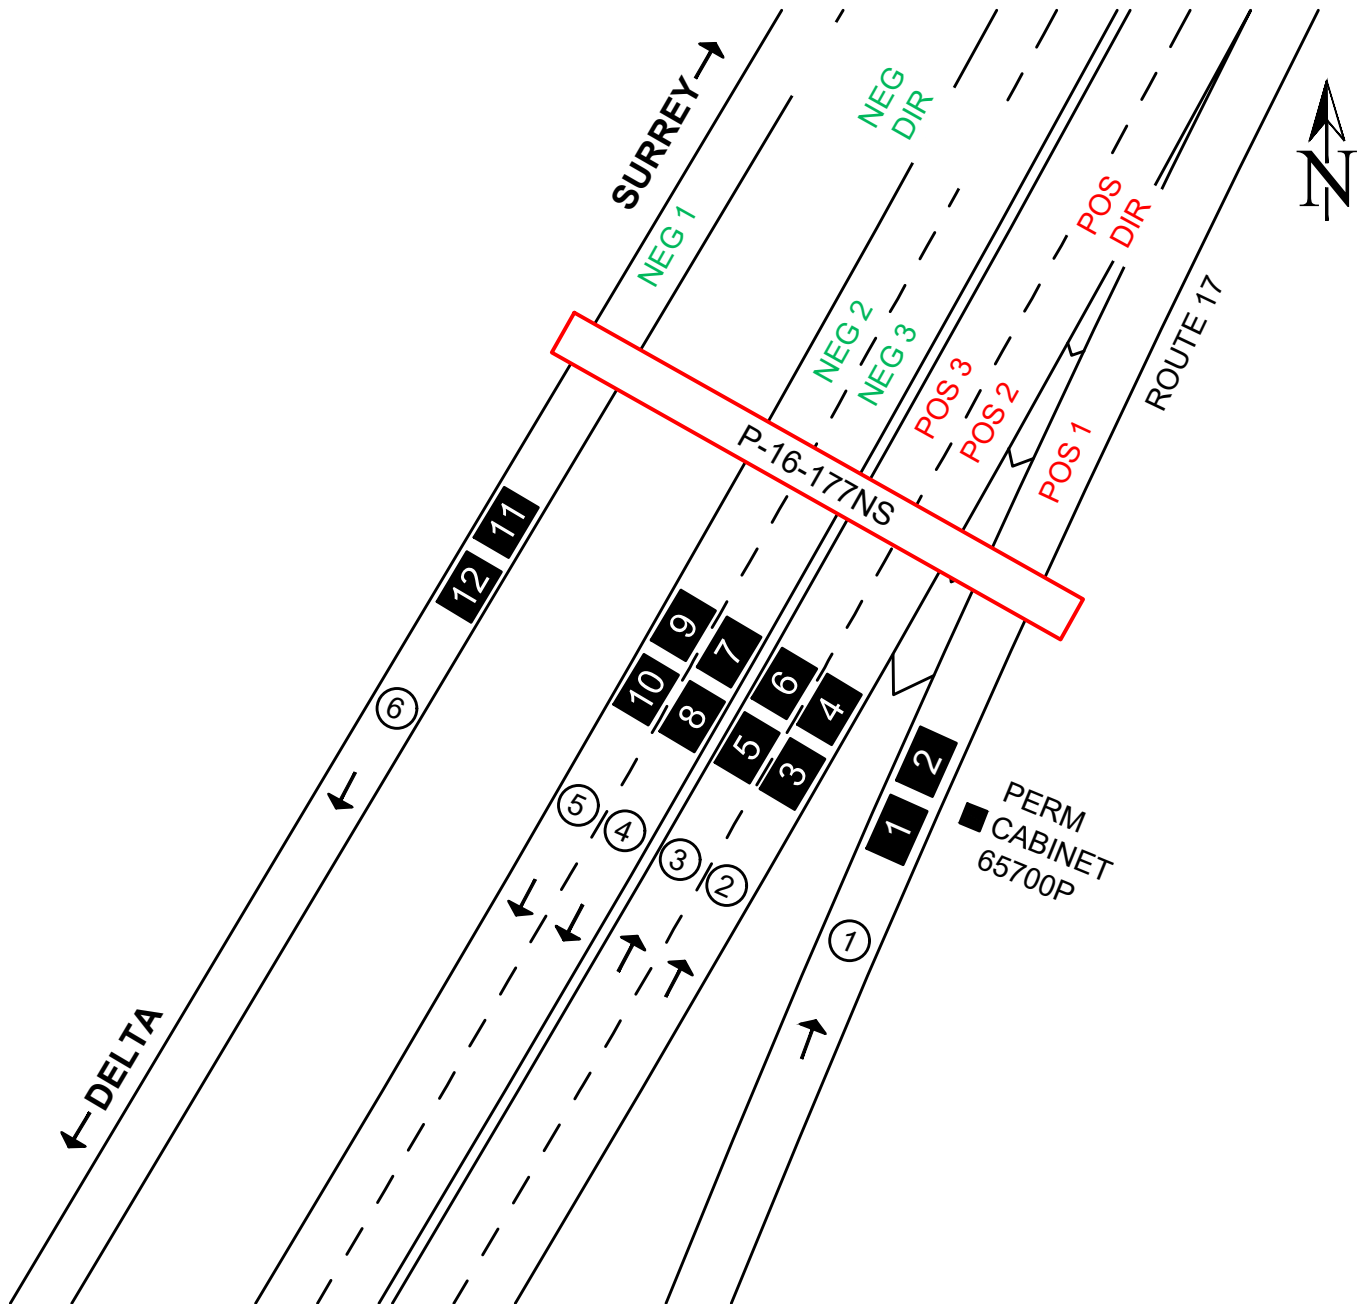 SURREY
NEG
DIR
N
POS
DIR
NEG 1
ROUTE 17
NEG 2
NEG 3
POS 3
POS 2
POS 1
P-16-177NS
11
12
9
7
10
8
6
4
5
3
2
1
6
PERM
CABINET
65700P
5
4
3
2
1
DELTA